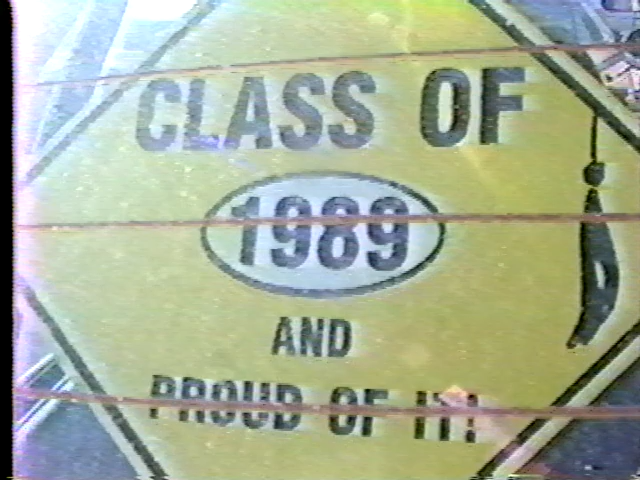 CLASS OF
1989
AND
PROUD OF IT!